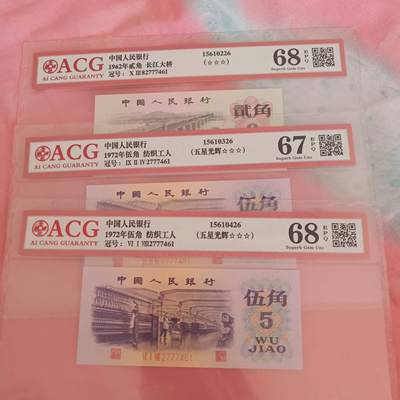 ACG
AI CANG GUARANTY
中国人民银行
1962年贰角 长江大桥
冠号: X III 82777461
15610226
(☆☆☆)
68 EPQ
Superb Gem Unc
中國人民銀行
貳角
ACG
AI CANG GUARANTY
中国人民银行
1972年伍角 纺织工人
冠号: IX II IV 2777461
15610326
(五星光辉☆☆☆)
67 EPQ
Superb Gem Unc
中國人民銀行
伍角
ACG
AI CANG GUARANTY
中国人民银行
1972年伍角 纺织工人
冠号: VI I VIII 2777461
15610426
(五星光辉☆☆☆)
68 EPQ
Superb Gem Unc
中國人民銀行
伍角
5
WU
JIAO
2777461